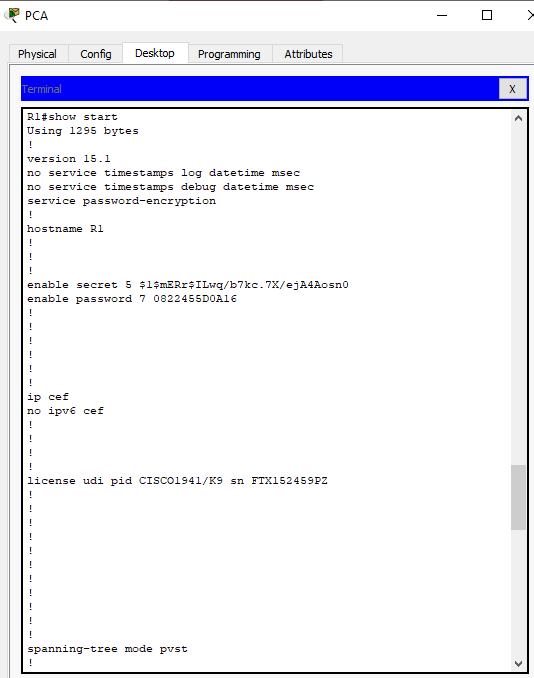 PCA
Physical Config Desktop Programming Attributes
Terminal X
R1#show start
Using 1295 bytes
!
version 15.1
no service timestamps log datetime msec
no service timestamps debug datetime msec
service password-encryption
!
hostname R1
!
!
!
enable secret 5 $1$mERr$ILwq/b7kc.7X/ejA4Aosn0
enable password 7 0822455D0A16
!
!
!
!
!
!
ip cef
no ipv6 cef
!
!
!
!
license udi pid CISCO1941/K9 sn FTX152459PZ
!
!
!
!
!
!
!
!
!
!
!
spanning-tree mode pvst
!